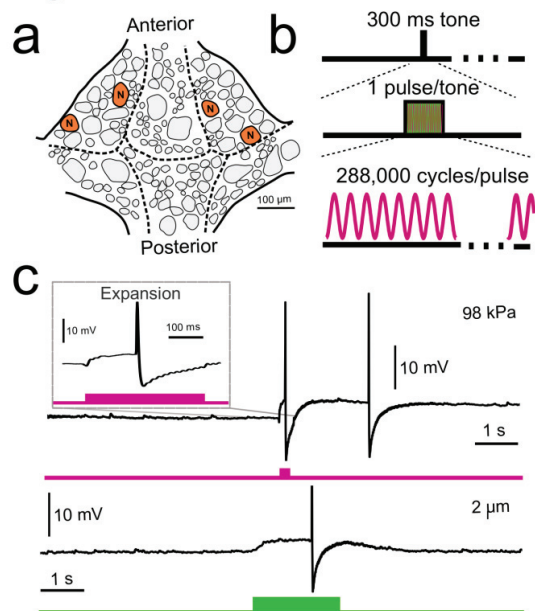 a
Anterior
N
N
N
N
100 µm
Posterior
b
300 ms tone
1 pulse/tone
288,000 cycles/pulse
c
Expansion
10 mV
100 ms
98 kPa
10 mV
1 s
10 mV
2 µm
1 s